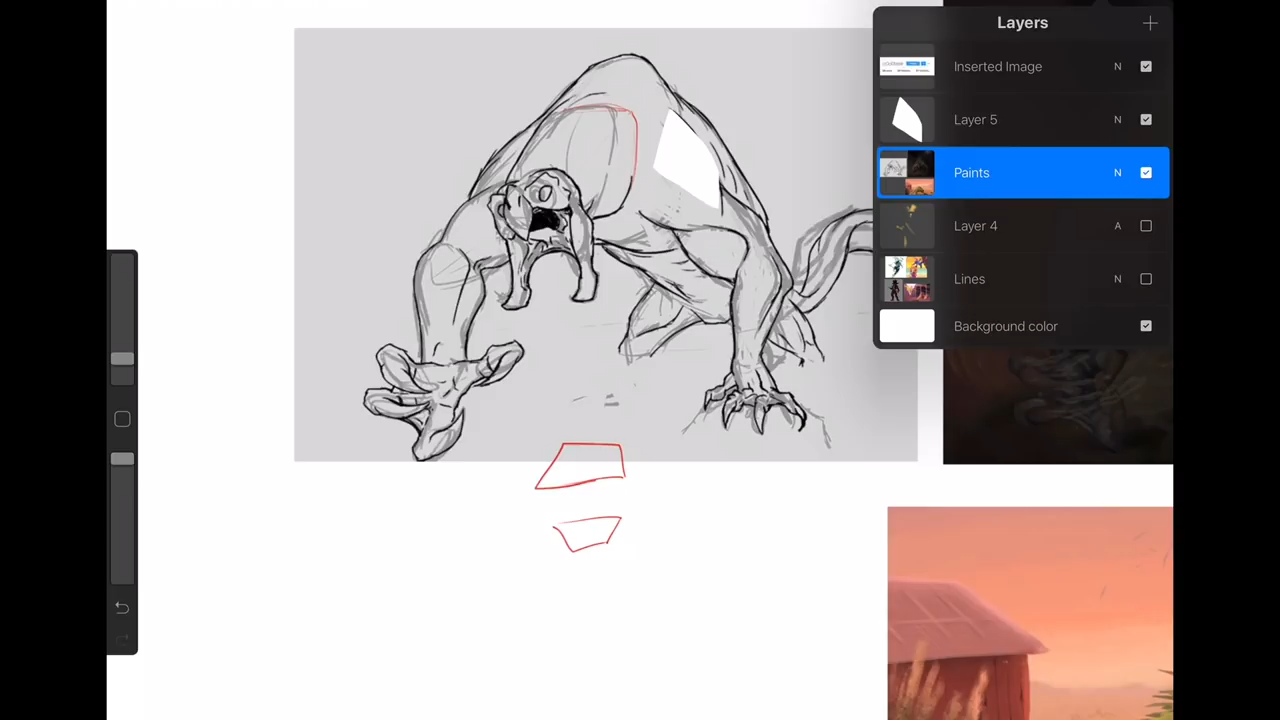 Layers
Inserted Image N
Layer 5 N
Paints N
Layer 4 A
Lines N
Background color